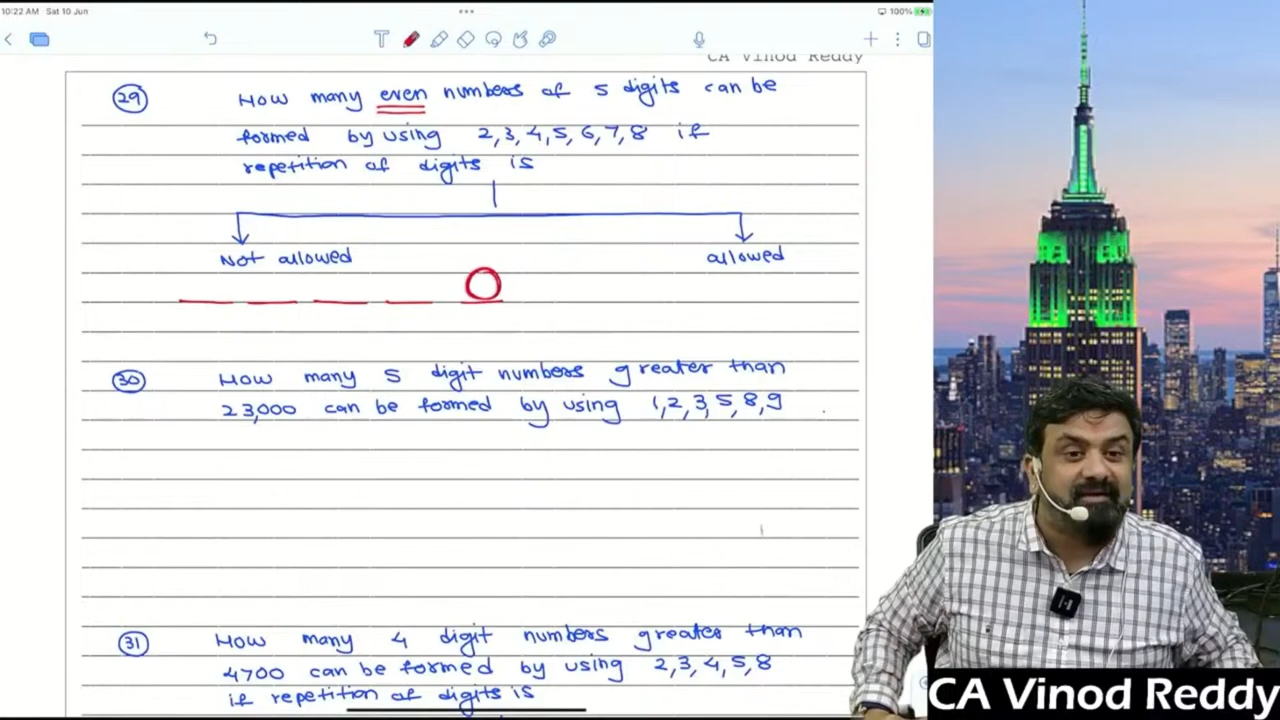 10:22 AM Sat 10 Jun
100%
T
CA Vinod Reddy
29 How many even numbers of 5 digits can be
formed by using 2,3,4,5,6,7,8 if
repetition of digits is
Not allowed allowed
30 How many 5 digit numbers greater than
23,000 can be formed by using 1,2,3,5,8,9
31 How many 4 digit numbers greater than
4700 can be formed by using 2,3,4,5,8
if repetition of digits is
CA Vinod Reddy